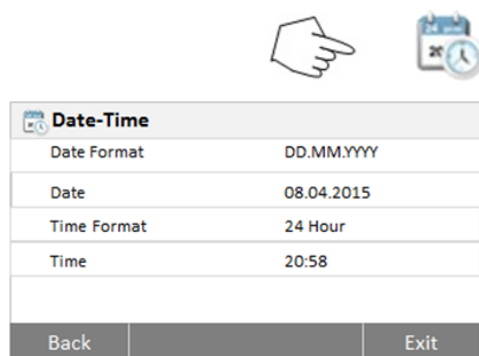 Date-Time
Date Format DD.MM.YYYY
Date 08.04.2015
Time Format 24 Hour
Time 20:58
Back Exit